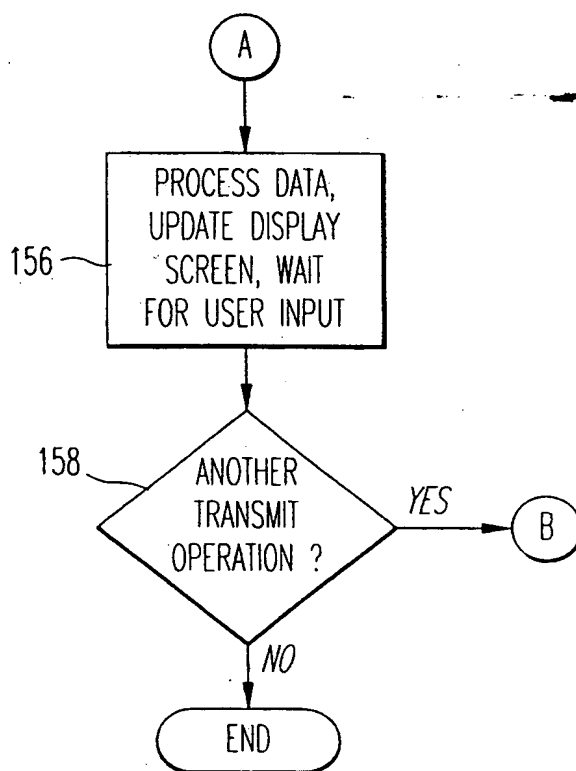 A
PROCESS DATA,
UPDATE DISPLAY
SCREEN, WAIT
FOR USER INPUT
156
158
ANOTHER
TRANSMIT
OPERATION ?
YES
B
NO
END